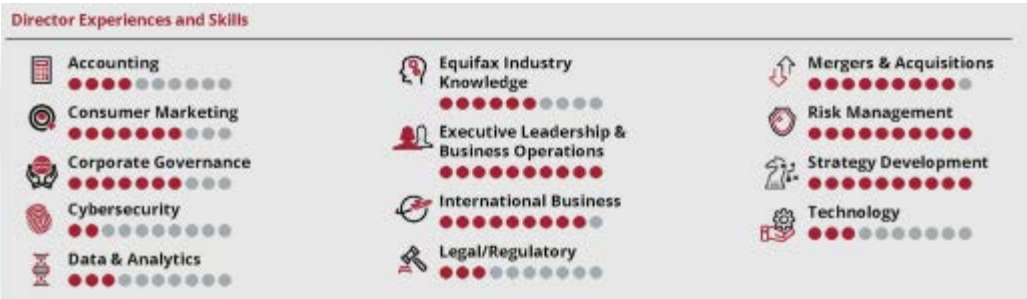 Director Experiences and Skills
Accounting
Consumer Marketing
Corporate Governance
Cybersecurity
Data & Analytics
Equifax Industry
Knowledge
Executive Leadership &
Business Operations
International Business
Legal/Regulatory
Mergers & Acquisitions
Risk Management
Strategy Development
Technology